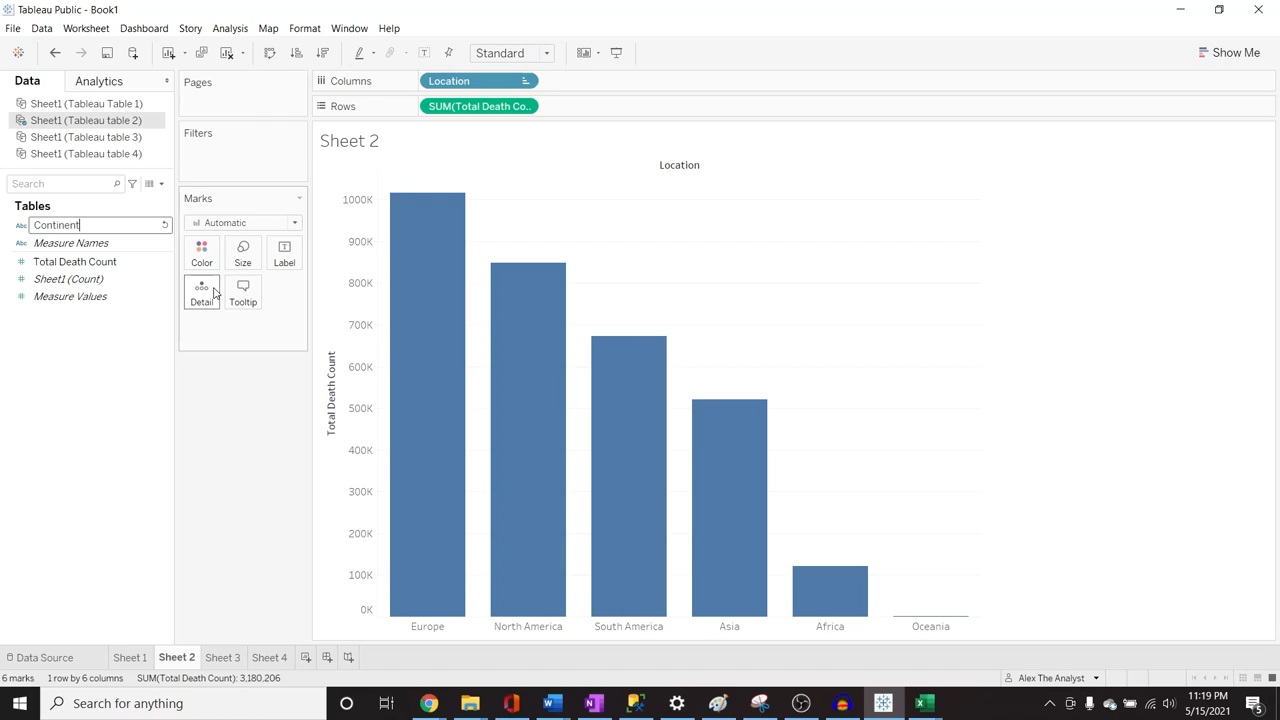 Tableau Public - Book1
File Data Worksheet Dashboard Story Analysis Map Format Window Help
Standard
Show Me
Data Analytics
Sheet1 (Tableau Table 1)
Sheet1 (Tableau table 2)
Sheet1 (Tableau table 3)
Sheet1 (Tableau table 4)
Search
Tables
Abc Continent
Abc Measure Names
# Total Death Count
# Sheet1 (Count)
# Measure Values
Pages
Filters
Marks
Automatic
Color Size Label
Detail Tooltip
Columns Location
Rows SUM(Total Death Co..
Sheet 2
Location
Total Death Count
1000K
900K
800K
700K
600K
500K
400K
300K
200K
100K
0K
Europe North America South America Asia Africa Oceania
Data Source Sheet 1 Sheet 2 Sheet 3 Sheet 4
6 marks 1 row by 6 columns SUM(Total Death Count): 3,180,206
Alex The Analyst
Search for anything
11:19 PM
5/15/2021
5